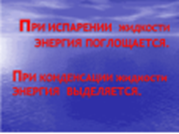 ПРИ ИСПАРЕНИИ ЖИДКОСТИ
ЭНЕРГИЯ ПОГЛОЩАЕТСЯ.
ПРИ КОНДЕНСАЦИИ ЖИДКОСТИ
ЭНЕРГИЯ ВЫДЕЛЯЕТСЯ.